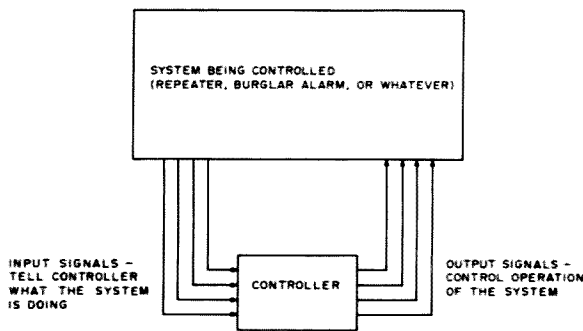 SYSTEM BEING CONTROLLED
(REPEATER, BURGLAR ALARM, OR WHATEVER)
INPUT SIGNALS –
TELL CONTROLLER
WHAT THE SYSTEM
IS DOING
CONTROLLER
OUTPUT SIGNALS –
CONTROL OPERATION
OF THE SYSTEM